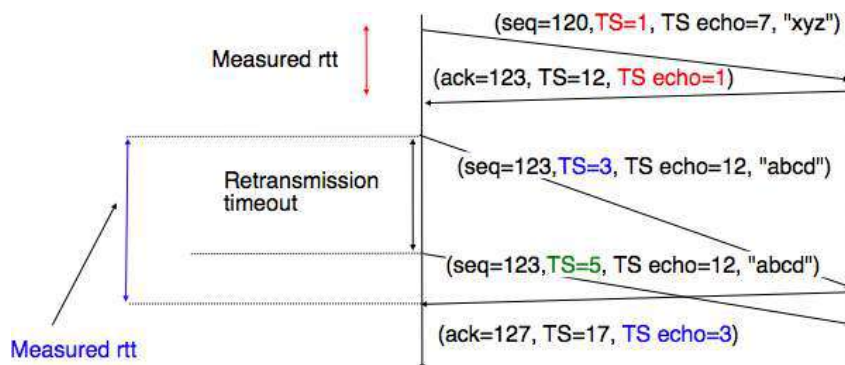 (seq=120,TS=1, TS echo=7, "xyz")
Measured rtt
(ack=123, TS=12, TS echo=1)
(seq=123,TS=3, TS echo=12, "abcd")
Retransmission
timeout
(seq=123,TS=5, TS echo=12, "abcd")
(ack=127, TS=17, TS echo=3)
Measured rtt